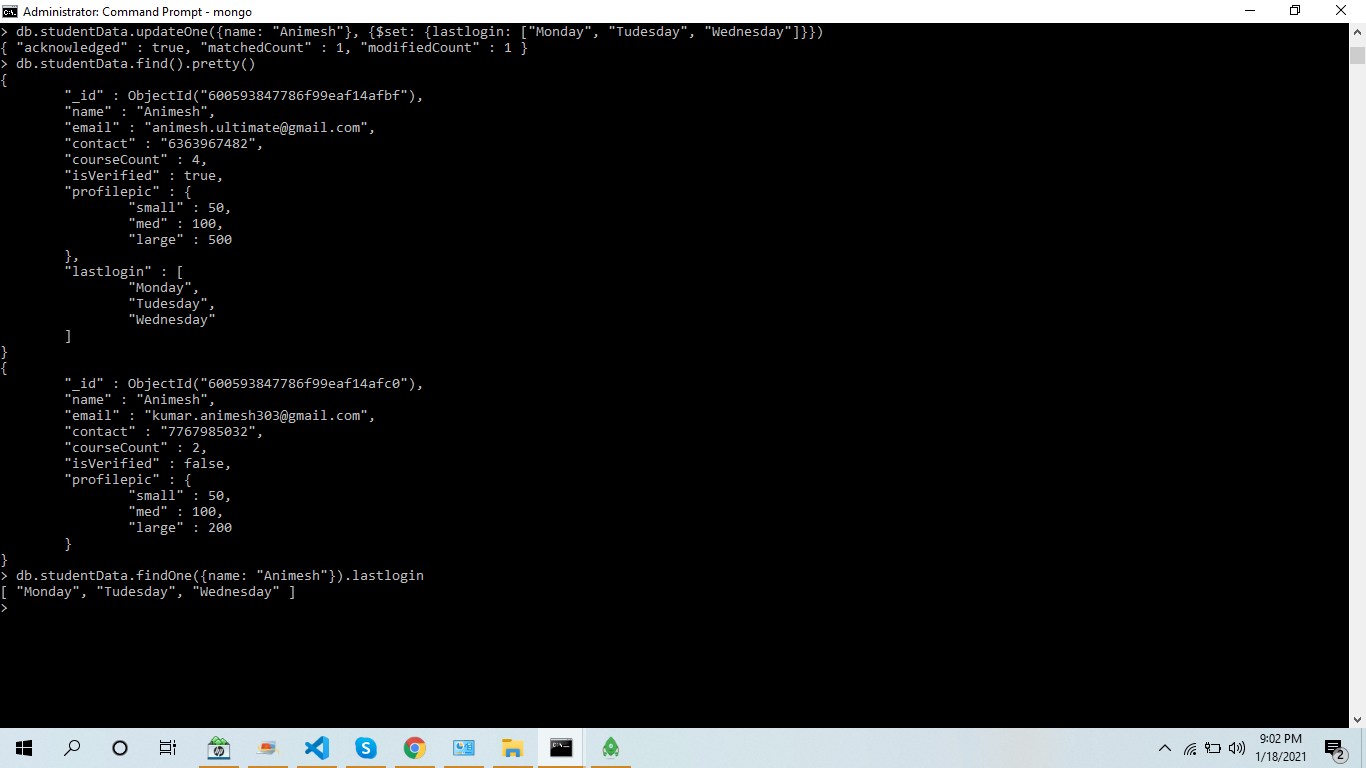 Administrator: Command Prompt - mongo
> db.studentData.updateOne({name: "Animesh"}, {$set: {lastlogin: ["Monday", "Tudesday", "Wednesday"]}})
{ "acknowledged" : true, "matchedCount" : 1, "modifiedCount" : 1 }
> db.studentData.find().pretty()
{
"_id" : ObjectId("600593847786f99eaf14afbf"),
"name" : "Animesh",
"email" : "animesh.ultimate@gmail.com",
"contact" : "6363967482",
"courseCount" : 4,
"isVerified" : true,
"profilepic" : {
"small" : 50,
"med" : 100,
"large" : 500
},
"lastlogin" : [
"Monday",
"Tudesday",
"Wednesday"
]
}
{
"_id" : ObjectId("600593847786f99eaf14afc0"),
"name" : "Animesh",
"email" : "kumar.animesh303@gmail.com",
"contact" : "7767985032",
"courseCount" : 2,
"isVerified" : false,
"profilepic" : {
"small" : 50,
"med" : 100,
"large" : 200
}
}
> db.studentData.findOne({name: "Animesh"}).lastlogin
[ "Monday", "Tudesday", "Wednesday" ]
>
9:02 PM
1/18/2021
2